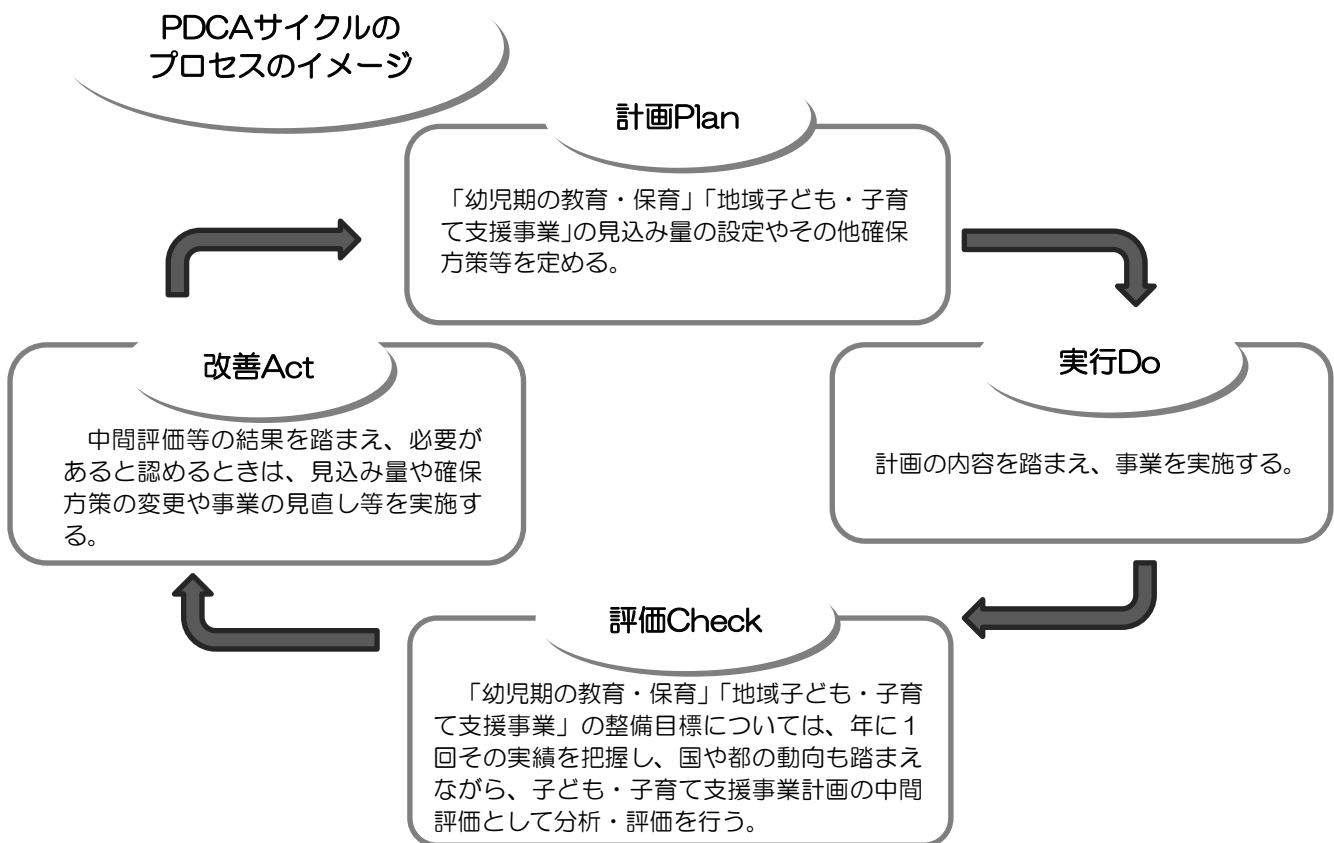 PDCAサイクルの
プロセスのイメージ
計画Plan
「幼児期の教育・保育」「地域子ども・子育
て支援事業」の見込み量の設定やその他確保
方策等を定める。
実行Do
計画の内容を踏まえ、事業を実施する。
評価Check
「幼児期の教育・保育」「地域子ども・子育
て支援事業」の整備目標については、年に１
回その実績を把握し、国や都の動向も踏まえ
ながら、子ども・子育て支援事業計画の中間
評価として分析・評価を行う。
改善Act
中間評価等の結果を踏まえ、必要が
あると認めるときは、見込み量や確保
方策の変更や事業の見直し等を実施す
る。